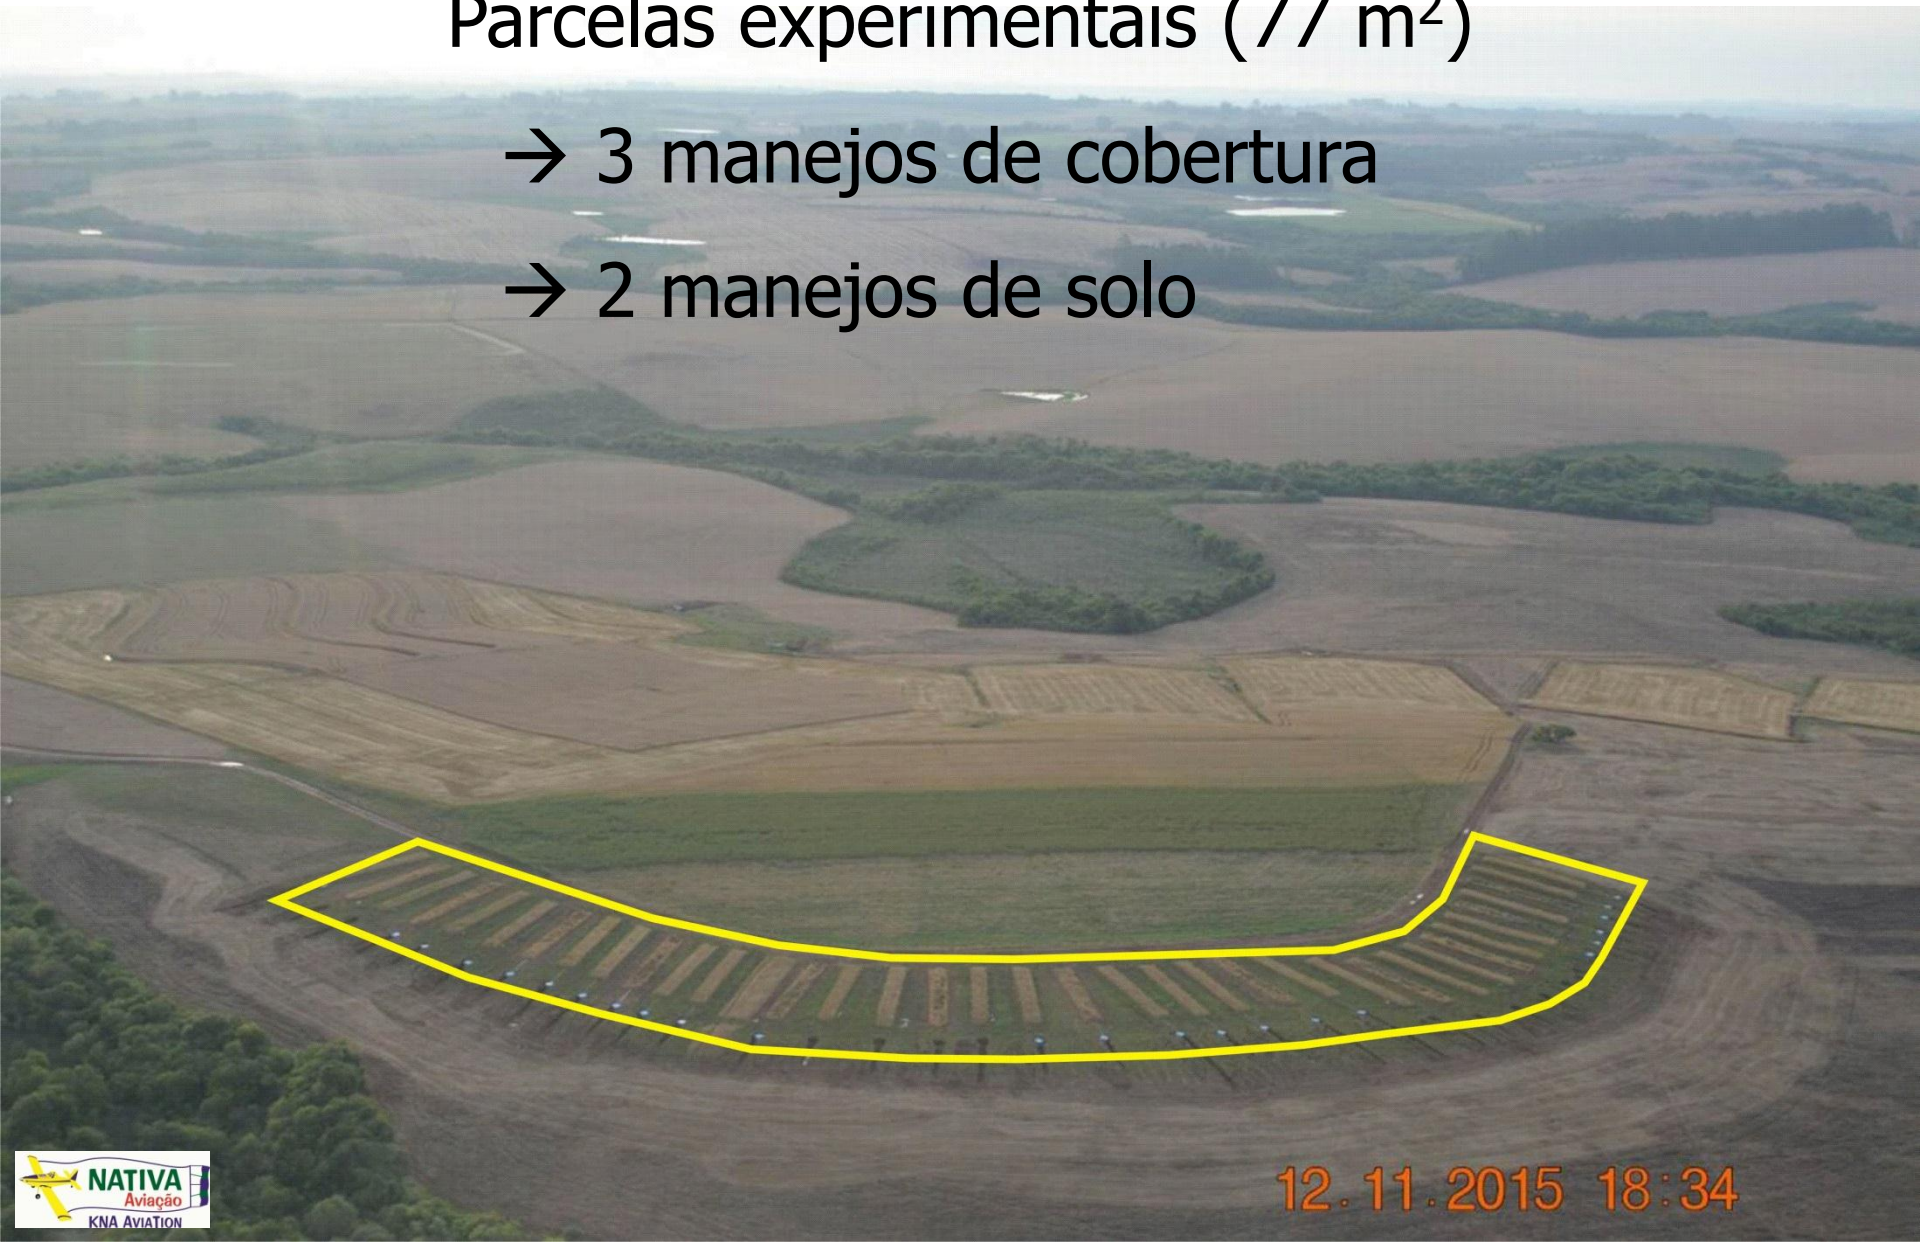 Parcelas experimentais (77 m²)
→ 3 manejos de cobertura
→ 2 manejos de solo
NATIVA
Aviação
KNA AVIATION
12.11.2015 18:34